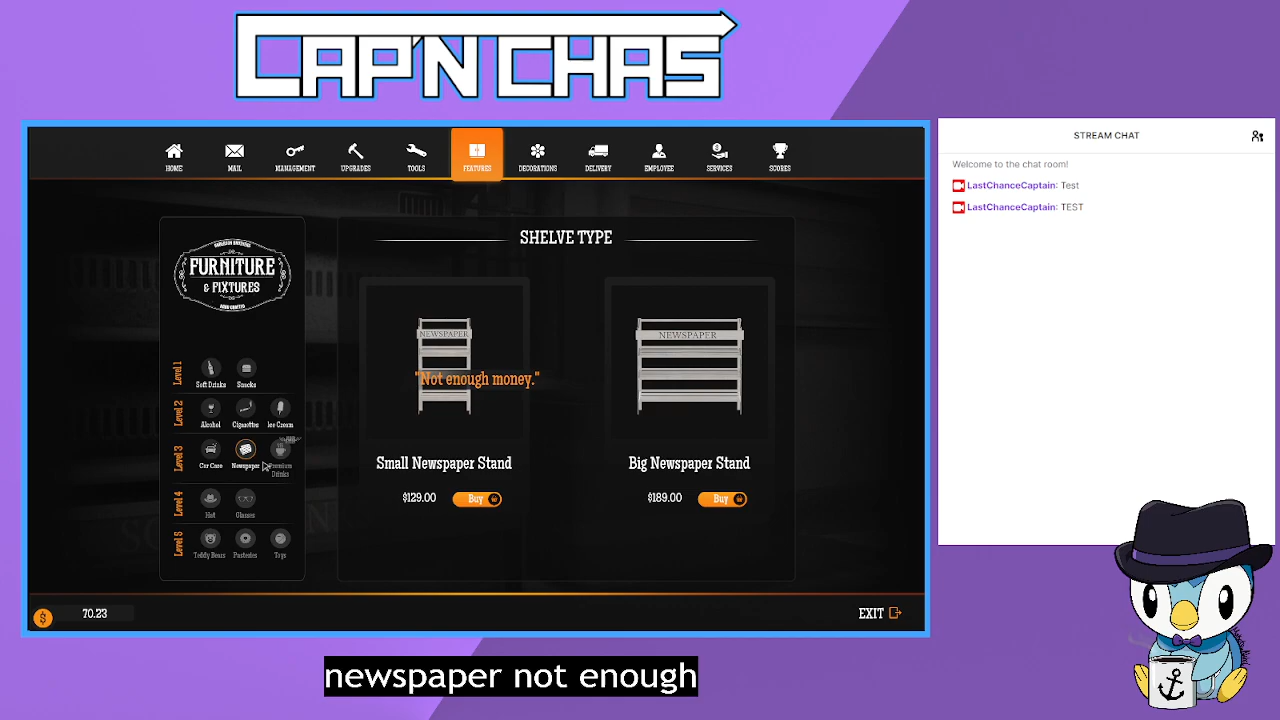 CAP'N CHAS
HOME
MAIL
MANAGEMENT
UPGRADES
TOOLS
FEATURES
DECORATIONS
DELIVERY
EMPLOYEE
SERVICES
SCORES
FURNITURE
& FIXTURES
Level 1
Soft Drinks
Snacks
Level 2
Alcohol
Cigarettes
Ice Cream
Level 3
Car Care
Newspaper
Premium
Drinks
Level 4
Hat
Glasses
Level 5
Teddy Bears
Pasteries
Toys
SHELVE TYPE
NEWSPAPER
"Not enough money."
Small Newspaper Stand
$129.00
Buy
NEWSPAPER
Big Newspaper Stand
$189.00
Buy
$
70.23
EXIT
newspaper not enough
STREAM CHAT
Welcome to the chat room!
LastChanceCaptain: Test
LastChanceCaptain: TEST